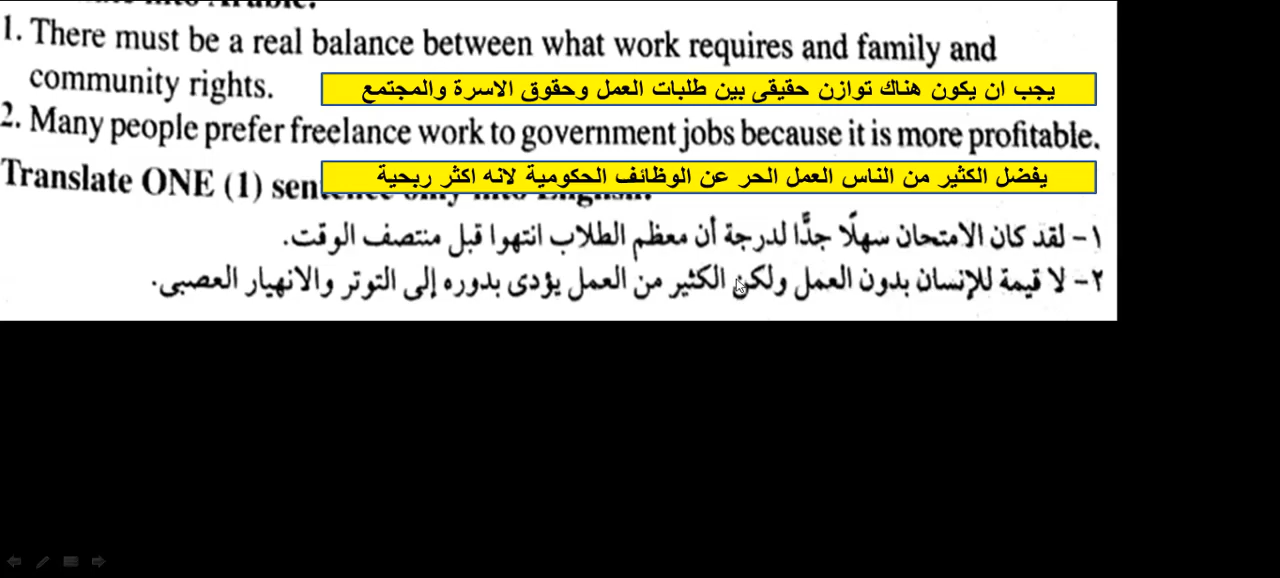 1. There must be a real balance between what work requires and family and
community rights.
يجب ان يكون هناك توازن حقيقى بين طلبات العمل وحقوق الاسرة والمجتمع
2. Many people prefer freelance work to government jobs because it is more profitable.
يفضل الكثير من الناس العمل الحر عن الوظائف الحكومية لانه اكثر ربحية
Translate ONE (1)
١- لقد كان الامتحان سهلًا جدًّا لدرجة أن معظم الطلاب انتهوا قبل منتصف الوقت.
٢- لا قيمة للإنسان بدون العمل ولكن الكثير من العمل يؤدى بدوره إلى التوتر والانهيار العصبى.